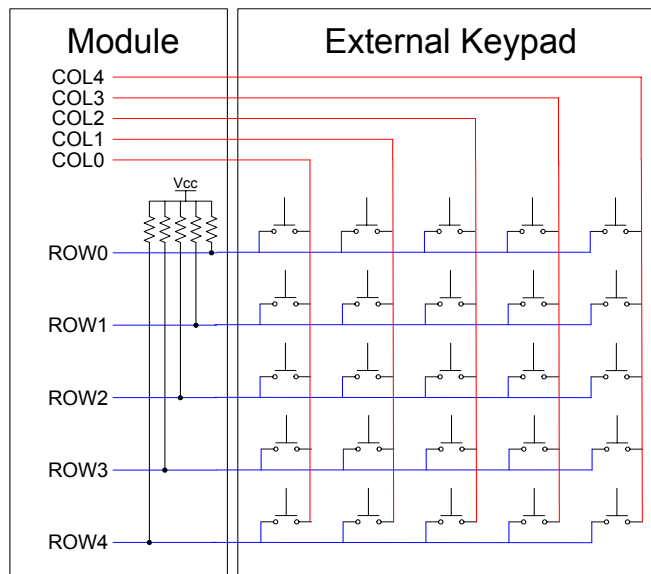 Module
External Keypad
COL4
COL3
COL2
COL1
COL0
Vcc
ROW0
ROW1
ROW2
ROW3
ROW4